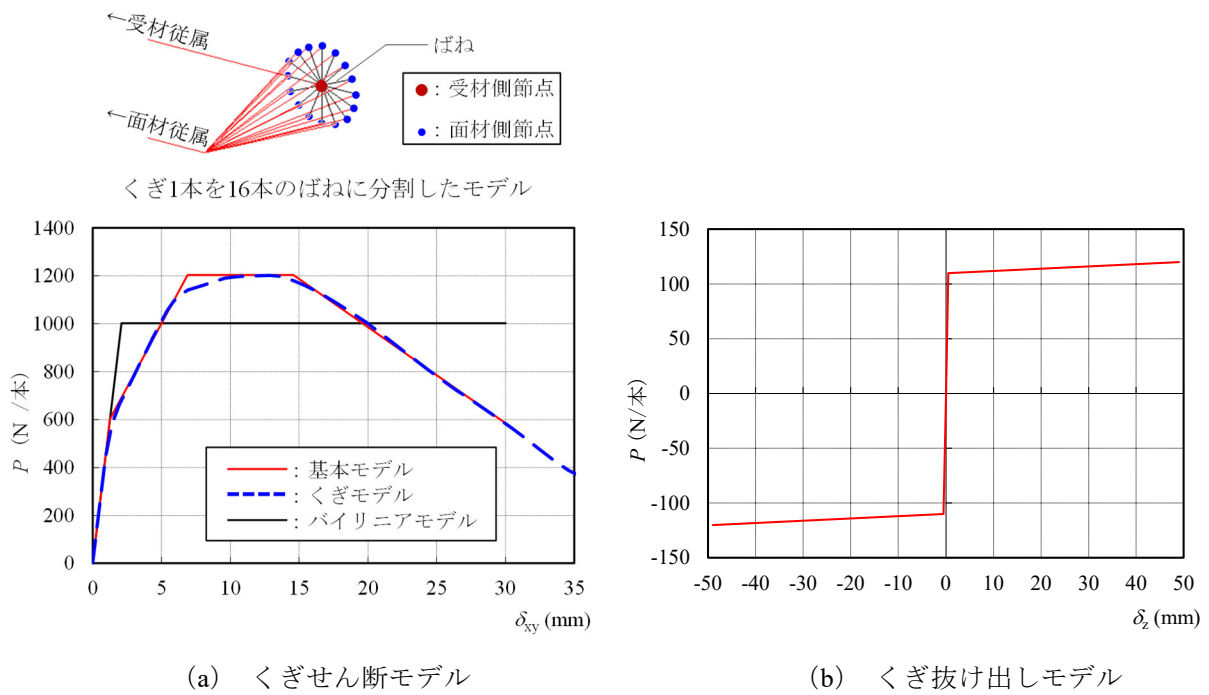 ←受材従属
ばね
●：受材側節点
←面材従属
●：面材側節点
くぎ1本を16本のばねに分割したモデル
1400
1200
1000
800
600
400
200
0
P（N /本）
：基本モデル
：くぎモデル
：バイリニアモデル
0 5 10 15 20 25 30 35
δxy (mm)
(a) くぎせん断モデル
150
100
50
0
-50
-100
-150
P（N/本）
-50 -40 -30 -20 -10 0 10 20 30 40 50
δz (mm)
(b) くぎ抜け出しモデル